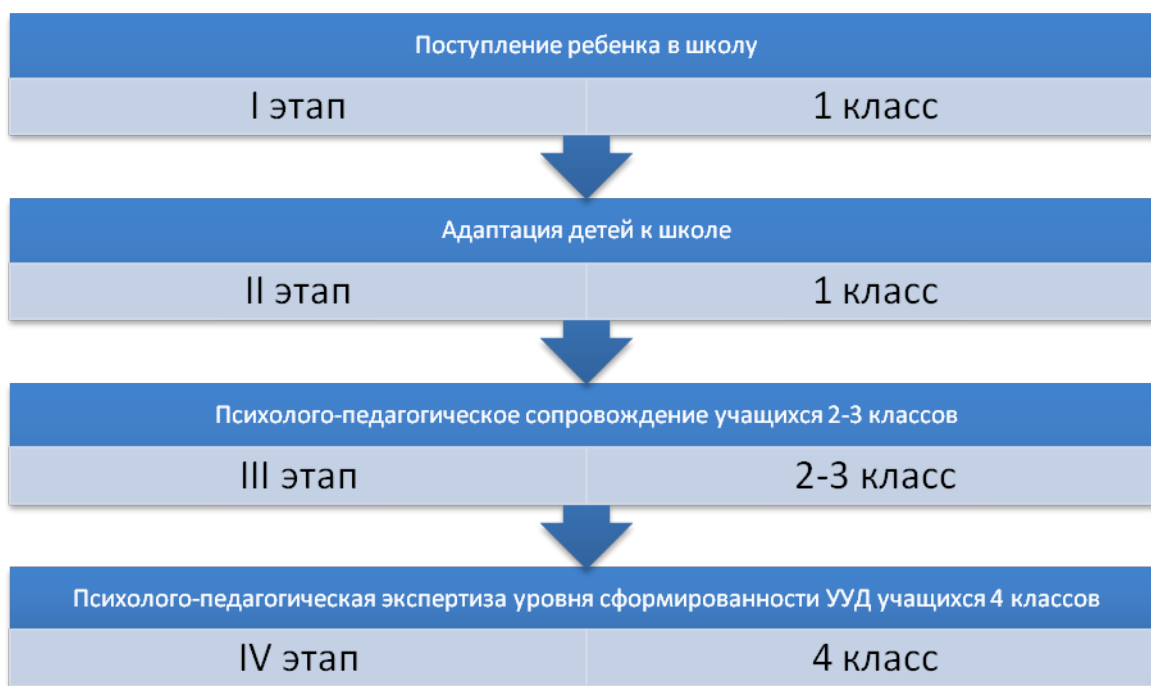 Поступление ребенка в школу
I этап 1 класс
Адаптация детей к школе
II этап 1 класс
Психолого-педагогическое сопровождение учащихся 2-3 классов
III этап 2-3 класс
Психолого-педагогическая экспертиза уровня сформированности УУД учащихся 4 классов
IV этап 4 класс